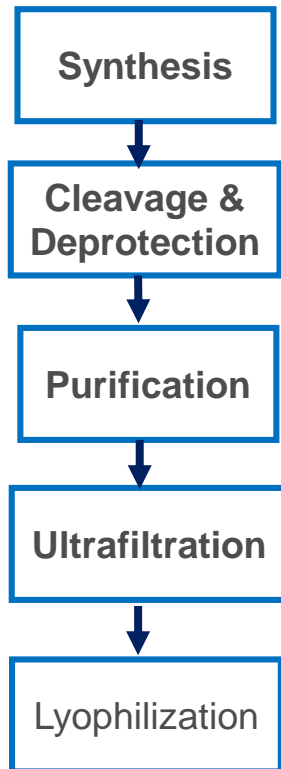 Synthesis
Cleavage &
Deprotection
Purification
Ultrafiltration
Lyophilization